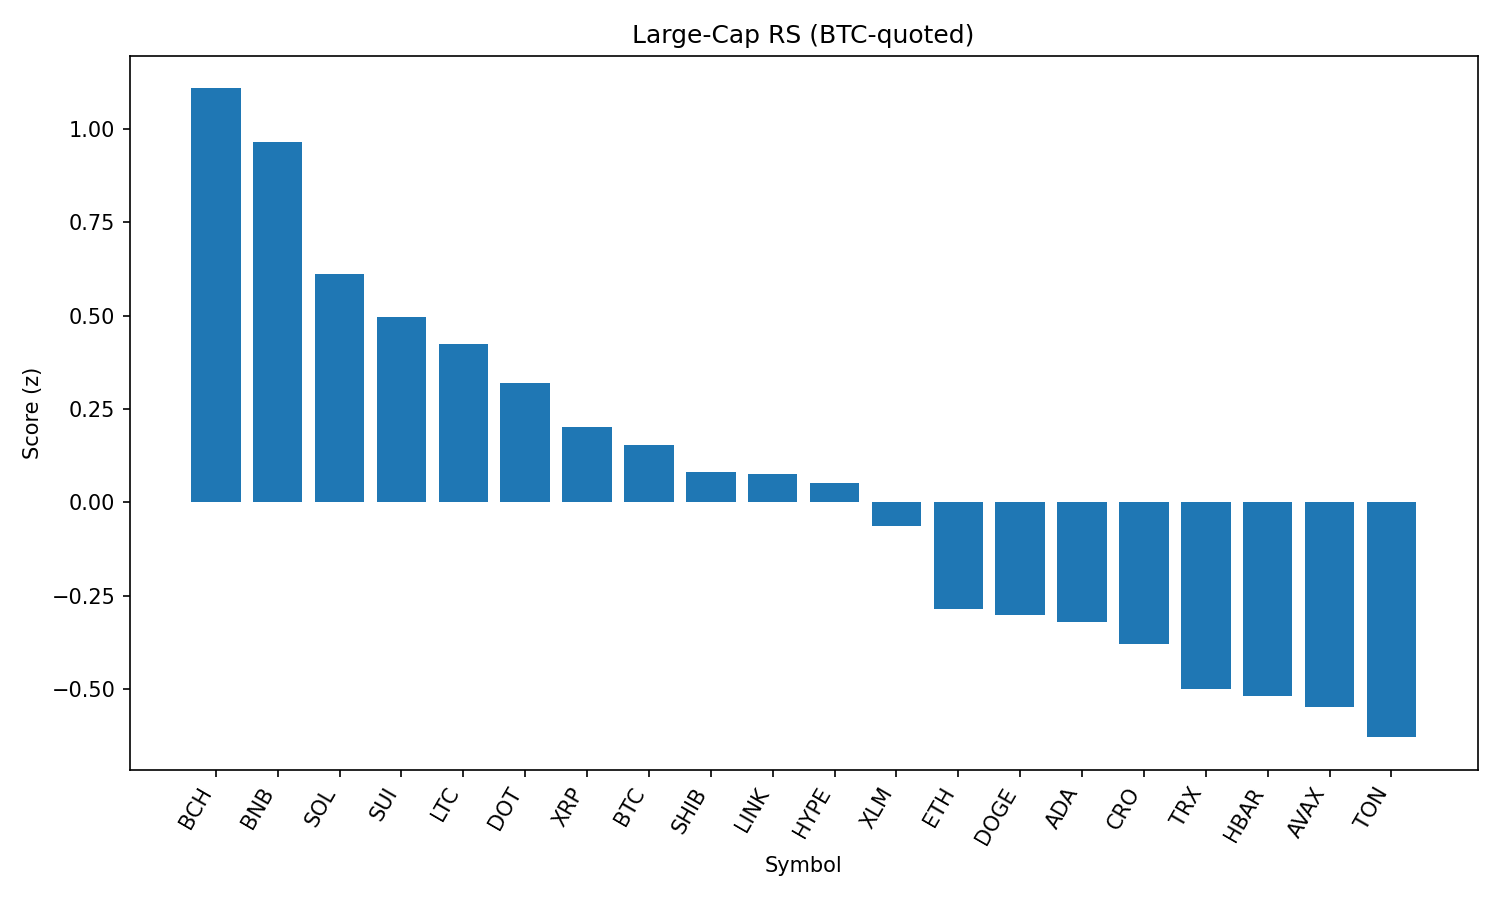 Large-Cap RS (BTC-quoted)
Score (z)
1.00
0.75
0.50
0.25
0.00
−0.25
−0.50
BCH
BNB
SOL
SUI
LTC
DOT
XRP
BTC
SHIB
LINK
HYPE
XLM
ETH
DOGE
ADA
CRO
TRX
HBAR
AVAX
TON
Symbol